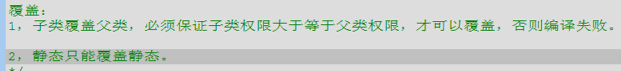 覆盖：
1，子类覆盖父类，必须保证子类权限大于等于父类权限，才可以覆盖，否则编译失败。
2，静态只能覆盖静态。
*/